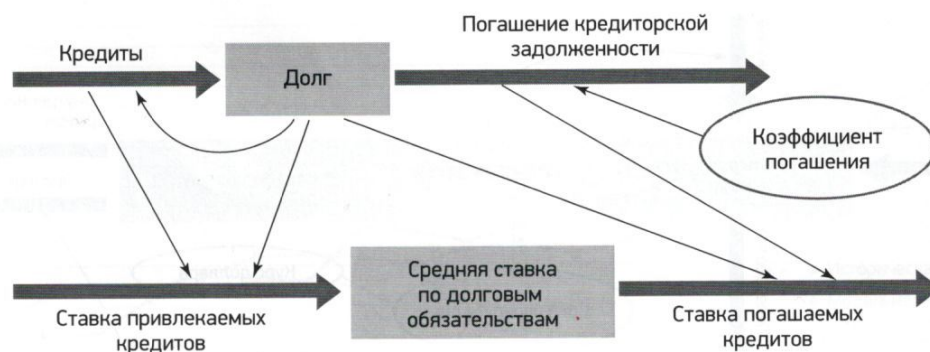 Кредиты
Долг
Погашение кредиторской
задолженности
Коэффициент
погашения
Ставка привлекаемых
кредитов
Средняя ставка
по долговым
обязательствам
Ставка погашаемых
кредитов